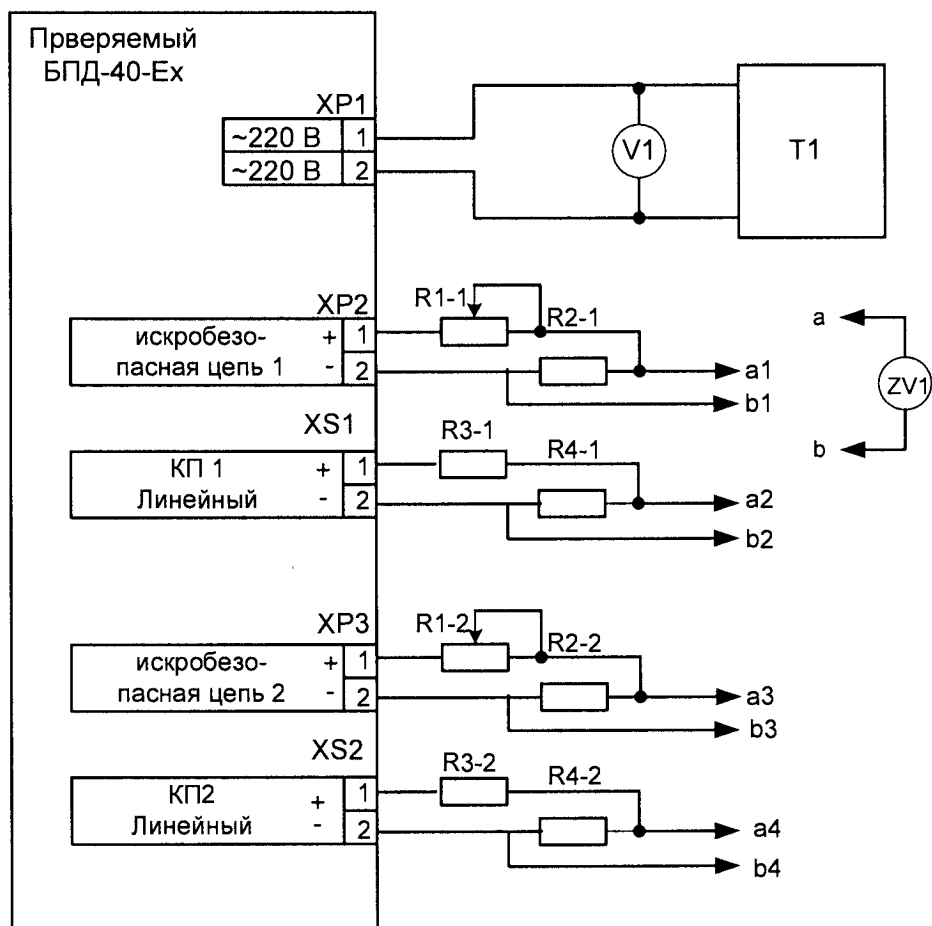 Прверяемый
БПД-40-Ex
XP1
~220 В 1
~220 В 2
V1
T1
XP2
искробезо- + 1
пасная цепь 1 - 2
R1-1
R2-1
a1
b1
a
ZV1
b
XS1
КП 1 + 1
Линейный - 2
R3-1
R4-1
a2
b2
XP3
искробезо- + 1
пасная цепь 2 - 2
R1-2
R2-2
a3
b3
XS2
КП2 + 1
Линейный - 2
R3-2
R4-2
a4
b4